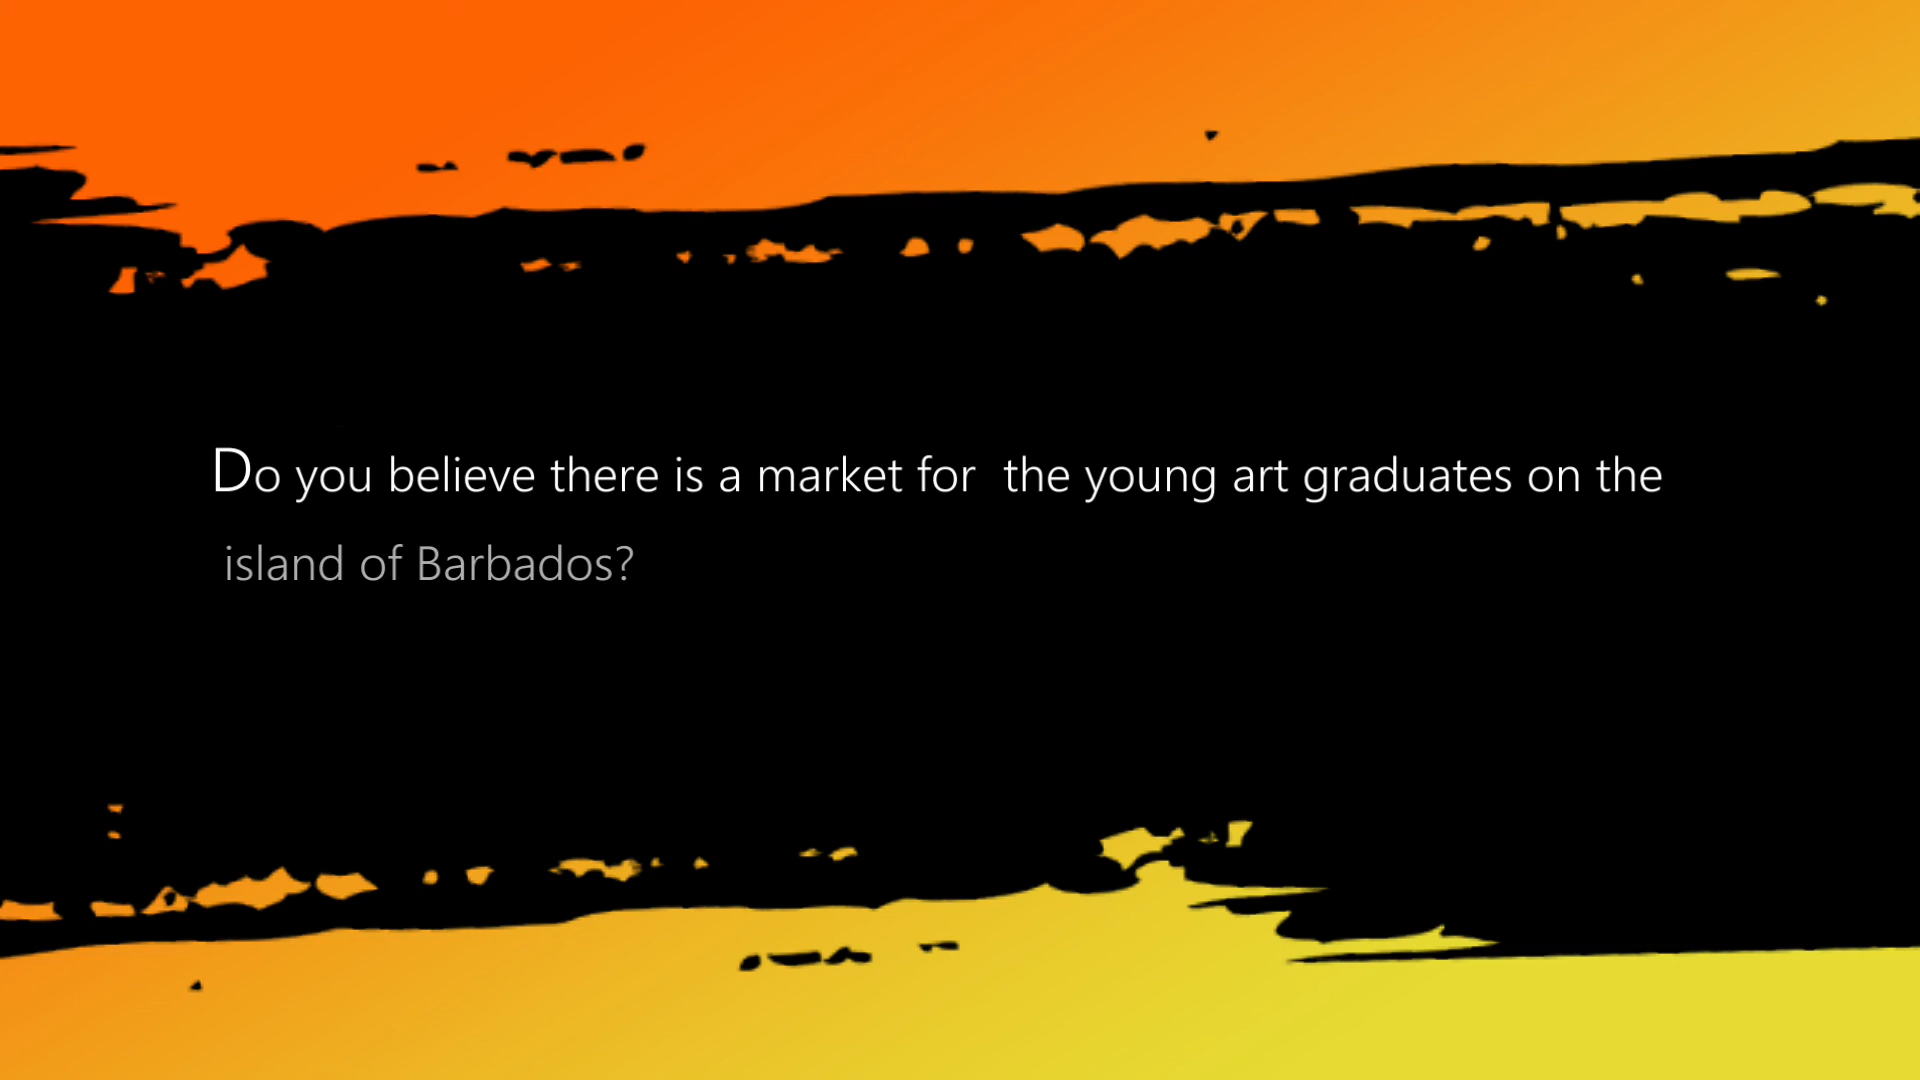 Do you believe there is a market for  the young art graduates on the
island of Barbados?